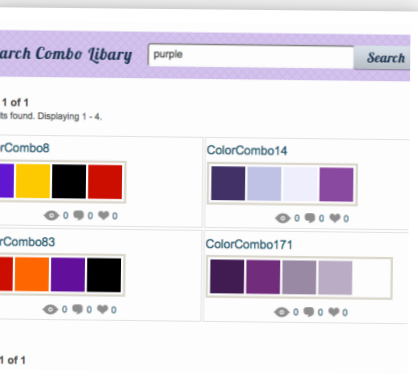 arch Combo Libary purple Search
1 of 1
ts found. Displaying 1 - 4.
rCombo8 ColorCombo14
0 0 0 0 0 0
rCombo83 ColorCombo171
0 0 0 0 0 0
1 of 1